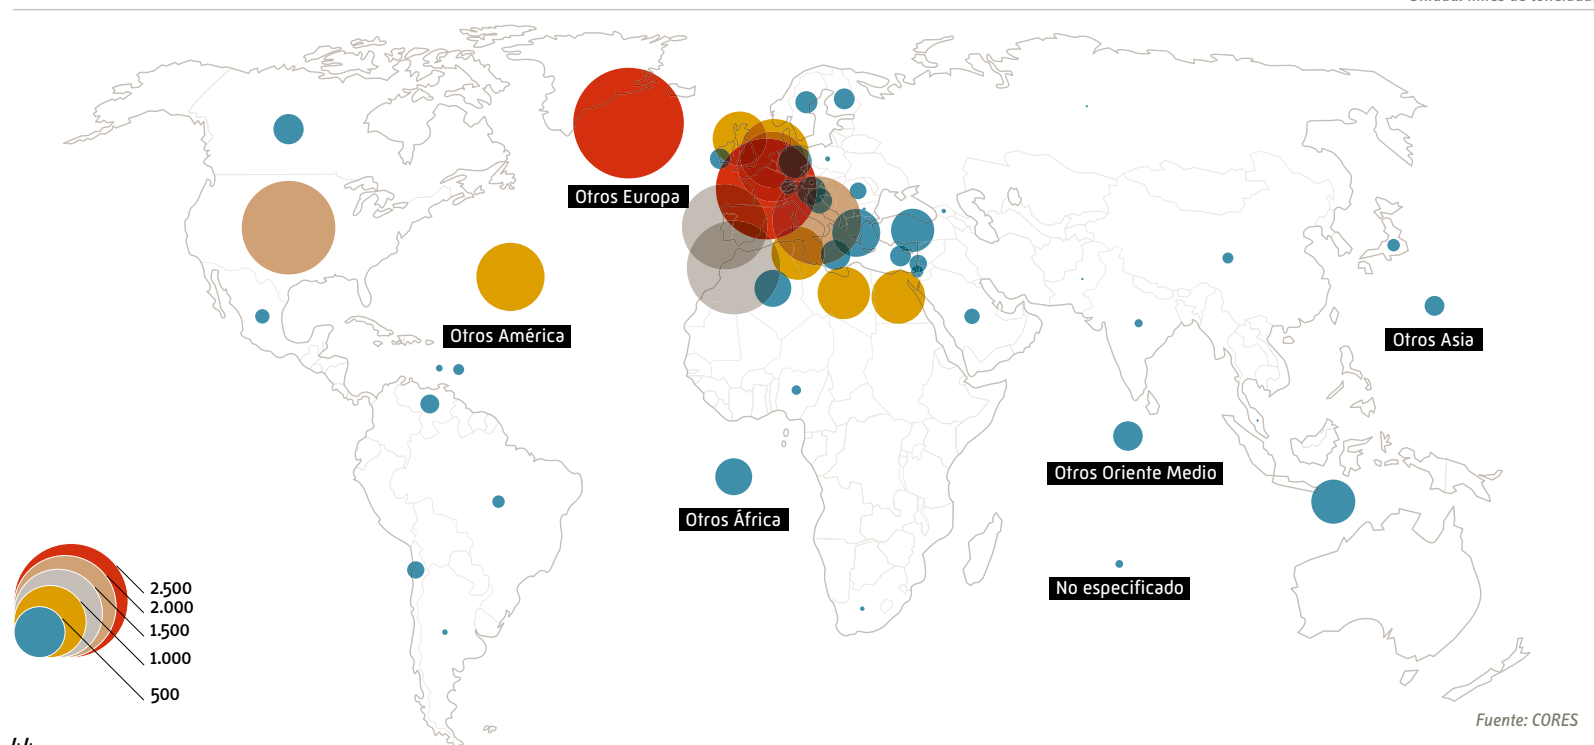 Otros Europa
Otros América
Otros Asia
Otros Oriente Medio
Otros África
No especificado
2.500
2.000
1.500
1.000
500
Fuente: CORES